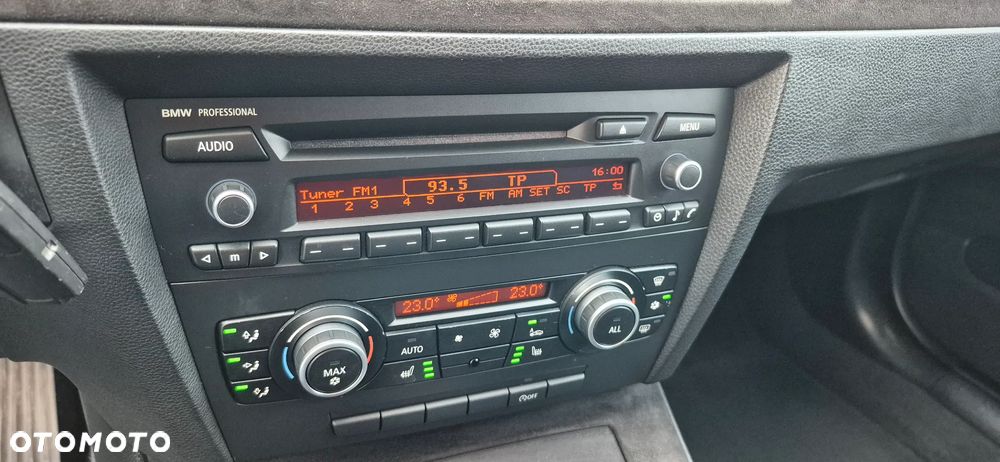 BMW PROFESSIONAL
AUDIO
MENU
Tuner FM1 93.5 TP 16:00
1 2 3 4 5 6 FM AM SET SC TP
m
23.0° 23.0°
MAX
AUTO
ALL
OFF
OTOMOTO